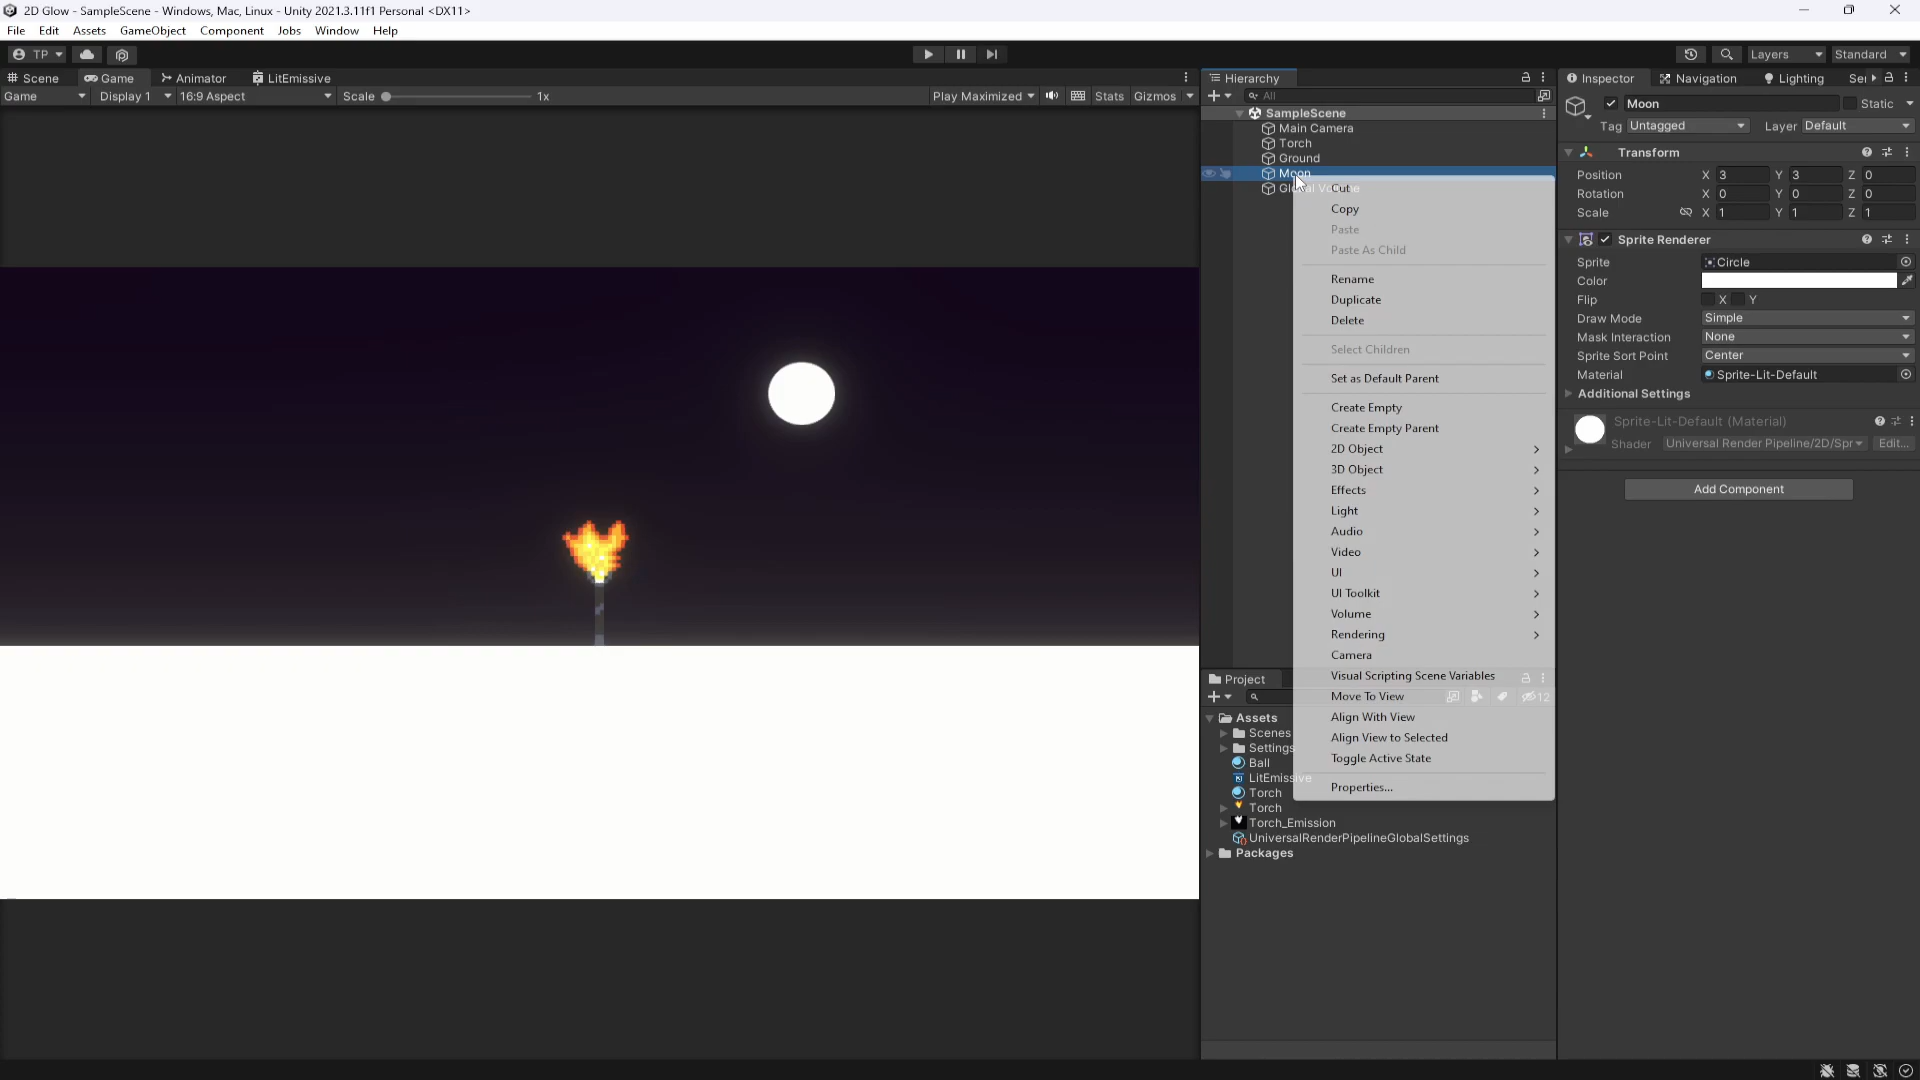 2D Glow - SampleScene - Windows, Mac, Linux - Unity 2021.3.11f1 Personal <DX11>
File Edit Assets GameObject Component Jobs Window Help
TP Layers Standard
Scene Game Animator LitEmissive
Game Display 1 16:9 Aspect Scale 1x Play Maximized Stats Gizmos
Hierarchy
All
SampleScene
Main Camera
Torch
Ground
Moon
Cut
Copy
Paste
Paste As Child
Rename
Duplicate
Delete
Select Children
Set as Default Parent
Create Empty
Create Empty Parent
2D Object
3D Object
Effects
Light
Audio
Video
UI
UI Toolkit
Volume
Rendering
Camera
Visual Scripting Scene Variables
Move To View
Align With View
Align View to Selected
Toggle Active State
Properties...
Project
12
Assets
Scenes
Settings
Ball
LitEmissive
Torch
Torch
Torch_Emission
UniversalRenderPipelineGlobalSettings
Packages
Inspector Navigation Lighting Ser
Moon Static
Tag Untagged Layer Default
Transform
Position X 3 Y 3 Z 0
Rotation X 0 Y 0 Z 0
Scale X 1 Y 1 Z 1
Sprite Renderer
Sprite Circle
Color
Flip X Y
Draw Mode Simple
Mask Interaction None
Sprite Sort Point Center
Material Sprite-Lit-Default
Additional Settings
Sprite-Lit-Default (Material)
Shader Universal Render Pipeline/2D/Spr Edit...
Add Component